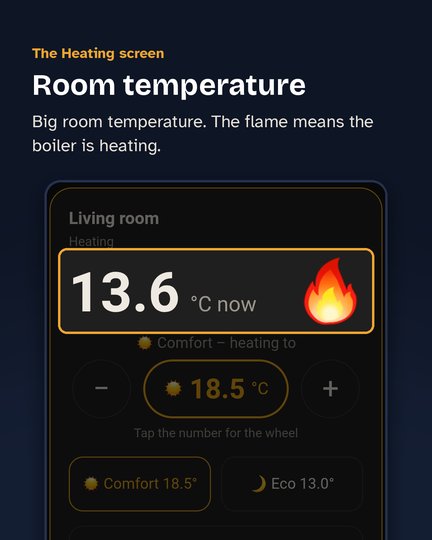 The Heating screen
Room temperature
Big room temperature. The flame means the
boiler is heating.
Living room
Heating
13.6 °C now
Comfort – heating to
− 18.5 °C +
Tap the number for the wheel
Comfort 18.5° Eco 13.0°